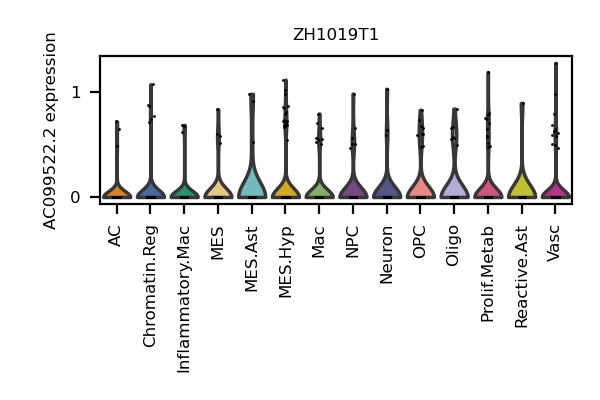 ZH1019T1
AC099522.2 expression
1
0
AC
Chromatin.Reg
Inflammatory.Mac
MES
MES.Ast
MES.Hyp
Mac
NPC
Neuron
OPC
Oligo
Prolif.Metab
Reactive.Ast
Vasc